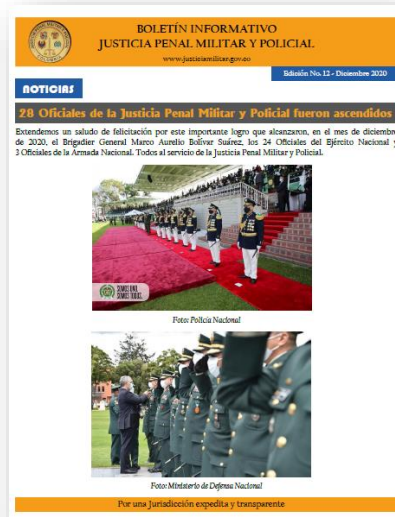 BOLETÍN INFORMATIVO
JUSTICIA PENAL MILITAR Y POLICIAL
www.justiciamilitar.gov.co
Edición No. 12 - Diciembre 2020
NOTICIAS
28 Oficiales de la Justicia Penal Militar y Policial fueron ascendidos
Extendemos un saludo de felicitación por este importante logro que alcanzaron, en el mes de diciembre
de 2020, el Brigadier General Marco Aurelio Bolívar Suárez, los 24 Oficiales del Ejército Nacional y
3 Oficiales de la Armada Nacional. Todos al servicio de la Justicia Penal Militar y Policial.
SOMOS UNO,
SOMOS TODOS
Foto: Policía Nacional
Foto: Ministerio de Defensa Nacional
Por una Jurisdicción expedita y transparente